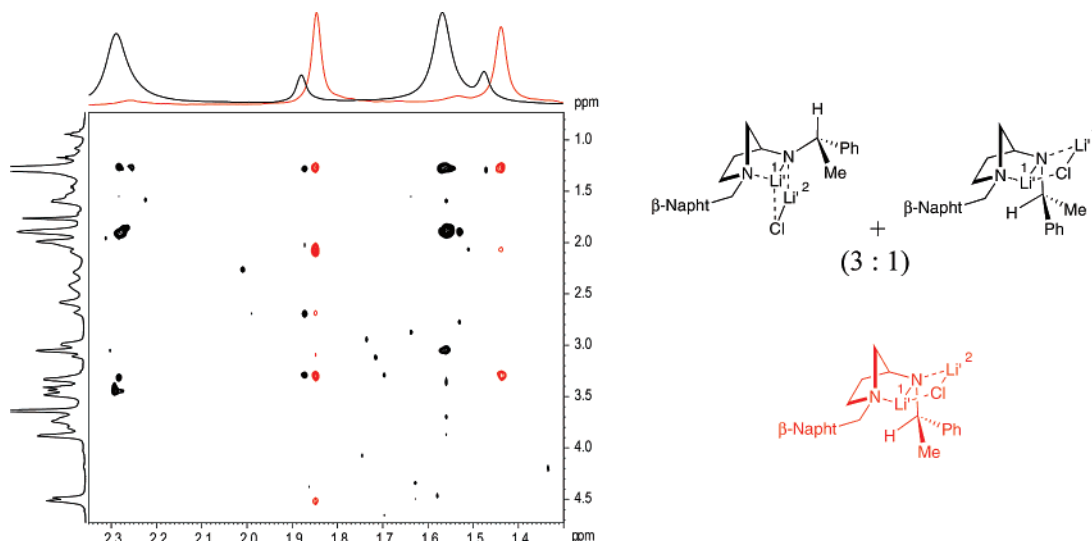 ppm
1.0
1.5
2.0
2.5
3.0
3.5
4.0
4.5
2.3 2.2 2.1 2.0 1.9 1.8 1.7 1.6 1.5 1.4 ppm
H
N
Ph
1
N
Li'
2
Me
Li'
β-Napht
Cl
+
(3 : 1)
Li'
N
1
Cl
N
Li'
β-Napht
H
Me
Ph
Li' 2
N
1
Cl
N
Li'
β-Napht
H
Ph
Me